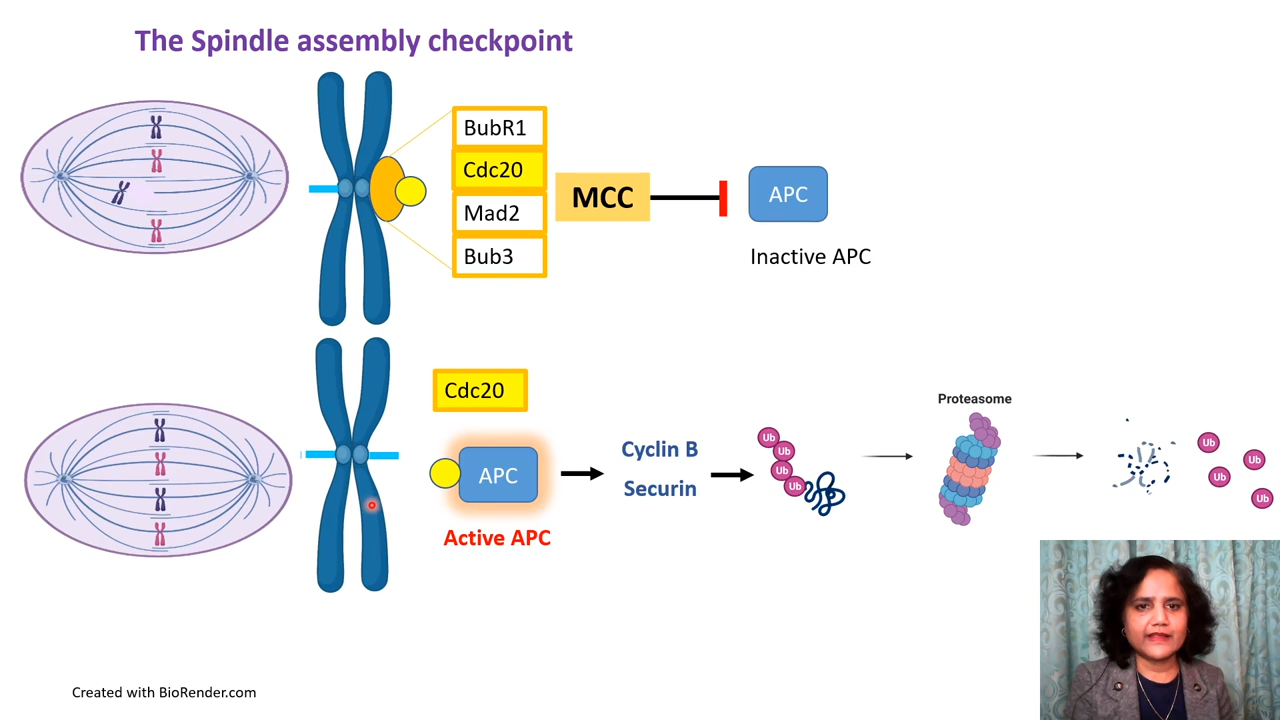 The Spindle assembly checkpoint
BubR1
Cdc20
Mad2
Bub3
MCC
APC
Inactive APC
Cdc20
APC
Active APC
Cyclin B
Securin
Ub
Ub
Ub
Ub
Proteasome
Ub
Ub
Ub
Ub
Created with BioRender.com